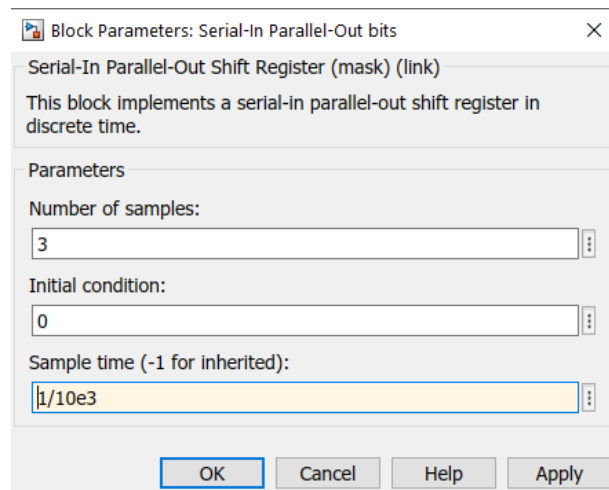 Block Parameters: Serial-In Parallel-Out bits
Serial-In Parallel-Out Shift Register (mask) (link)
This block implements a serial-in parallel-out shift register in
discrete time.
Parameters
Number of samples:
3
Initial condition:
0
Sample time (-1 for inherited):
1/10e3
OK Cancel Help Apply